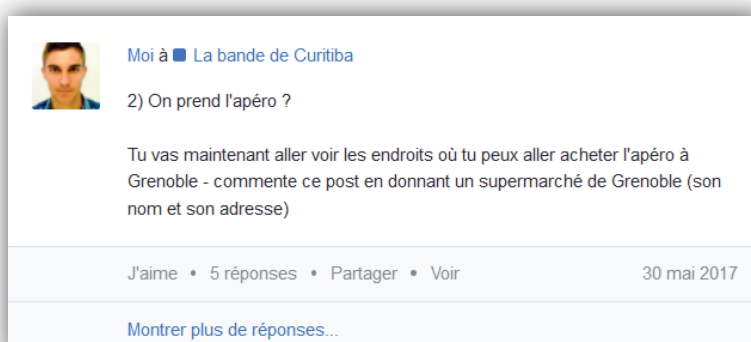 Moi à La bande de Curitiba
2) On prend l'apéro ?
Tu vas maintenant aller voir les endroits où tu peux aller acheter l'apéro à
Grenoble - commente ce post en donnant un supermarché de Grenoble (son
nom et son adresse)
J'aime • 5 réponses • Partager • Voir 30 mai 2017
Montrer plus de réponses...